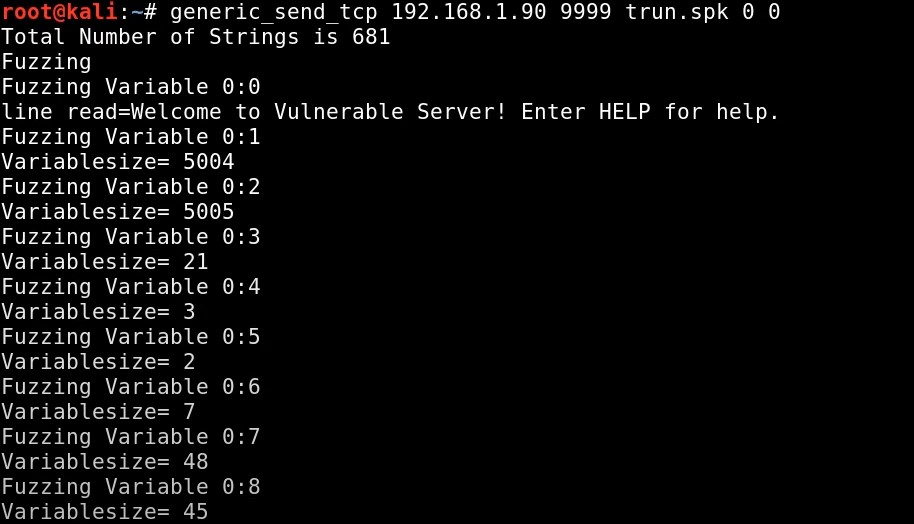 root@kali:~# generic_send_tcp 192.168.1.90 9999 trun.spk 0 0
Total Number of Strings is 681
Fuzzing
Fuzzing Variable 0:0
line read=Welcome to Vulnerable Server! Enter HELP for help.
Fuzzing Variable 0:1
Variablesize= 5004
Fuzzing Variable 0:2
Variablesize= 5005
Fuzzing Variable 0:3
Variablesize= 21
Fuzzing Variable 0:4
Variablesize= 3
Fuzzing Variable 0:5
Variablesize= 2
Fuzzing Variable 0:6
Variablesize= 7
Fuzzing Variable 0:7
Variablesize= 48
Fuzzing Variable 0:8
Variablesize= 45